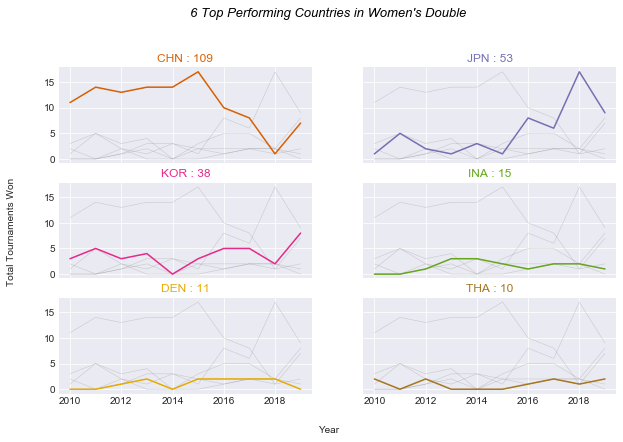 6 Top Performing Countries in Women's Double
CHN : 109
JPN : 53
15
10
5
0
KOR : 38
INA : 15
15
10
5
0
DEN : 11
THA : 10
15
10
5
0
2010 2012 2014 2016 2018
2010 2012 2014 2016 2018
Total Tournaments Won
Year